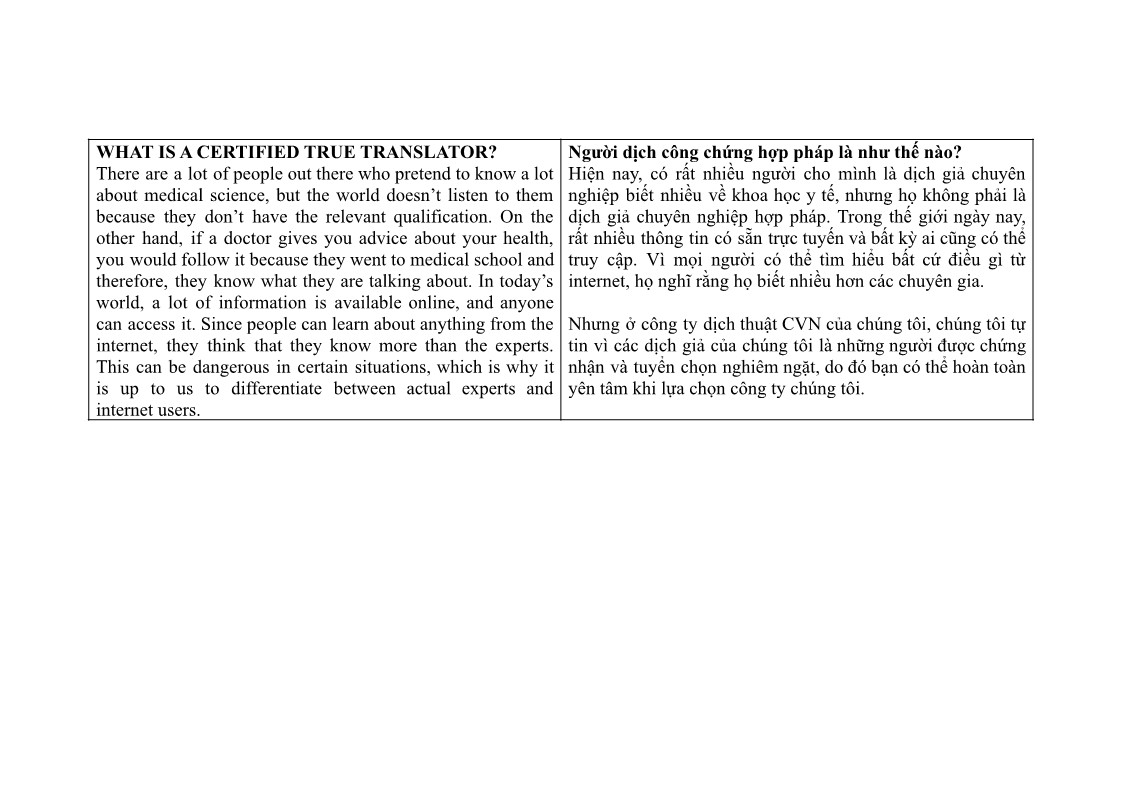 WHAT IS A CERTIFIED TRUE TRANSLATOR?
There are a lot of people out there who pretend to know a lot
about medical science, but the world doesn’t listen to them
because they don’t have the relevant qualification. On the
other hand, if a doctor gives you advice about your health,
you would follow it because they went to medical school and
therefore, they know what they are talking about. In today’s
world, a lot of information is available online, and anyone
can access it. Since people can learn about anything from the
internet, they think that they know more than the experts.
This can be dangerous in certain situations, which is why it
is up to us to differentiate between actual experts and
internet users.
Người dịch công chứng hợp pháp là như thế nào?
Hiện nay, có rất nhiều người cho mình là dịch giả chuyên
nghiệp biết nhiều về khoa học y tế, nhưng họ không phải là
dịch giả chuyên nghiệp hợp pháp. Trong thế giới ngày nay,
rất nhiều thông tin có sẵn trực tuyến và bất kỳ ai cũng có thể
truy cập. Vì mọi người có thể tìm hiểu bất cứ điều gì từ
internet, họ nghĩ rằng họ biết nhiều hơn các chuyên gia.
Nhưng ở công ty dịch thuật CVN của chúng tôi, chúng tôi tự
tin vì các dịch giả của chúng tôi là những người được chứng
nhận và tuyển chọn nghiêm ngặt, do đó bạn có thể hoàn toàn
yên tâm khi lựa chọn công ty chúng tôi.